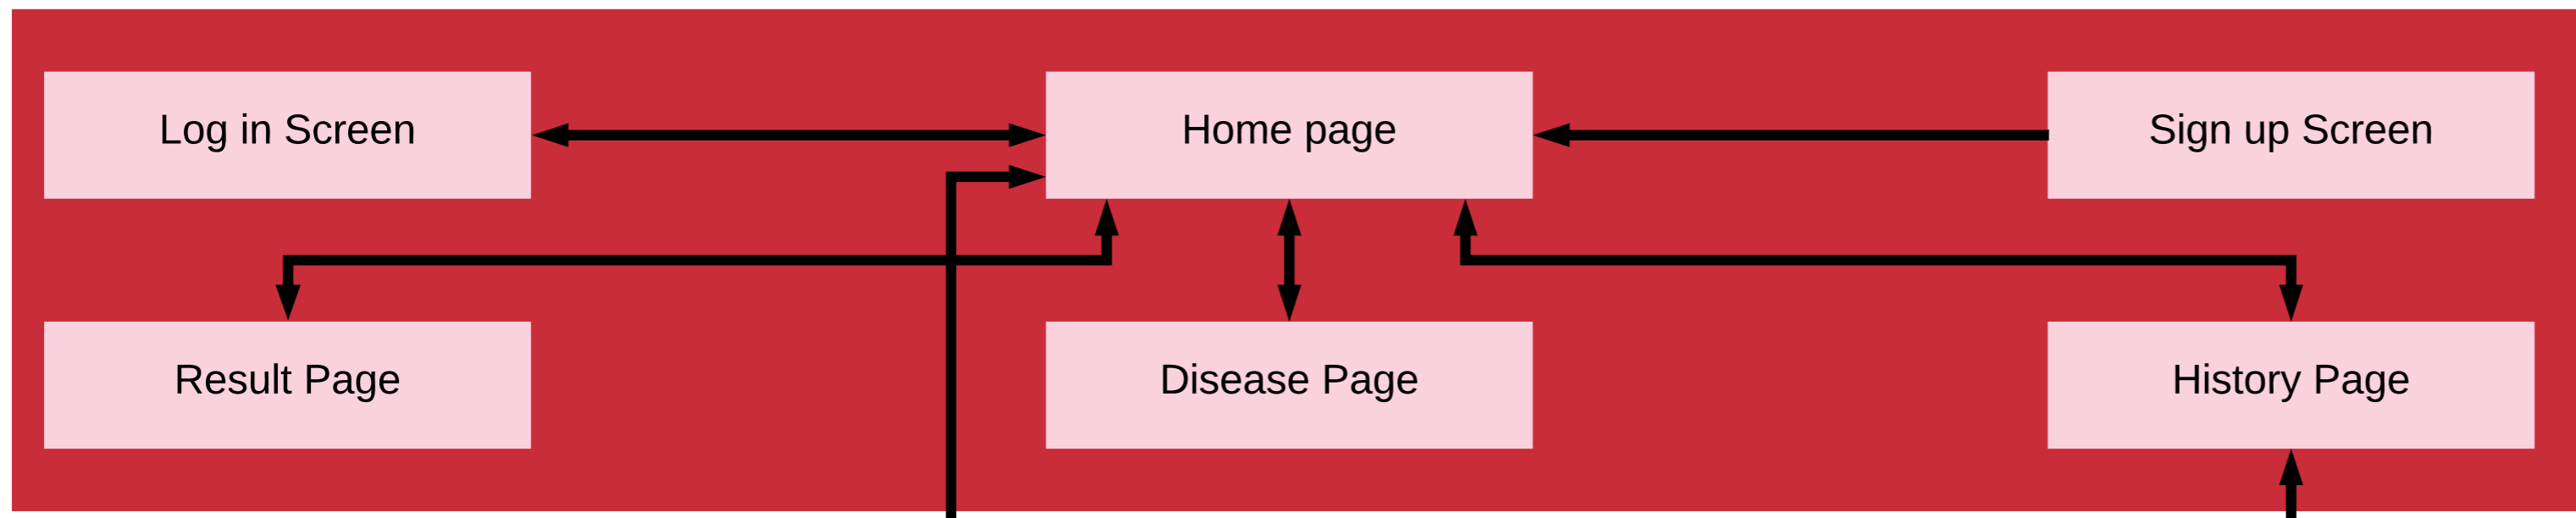 Log in Screen
Home page
Sign up Screen
Result Page
Disease Page
History Page